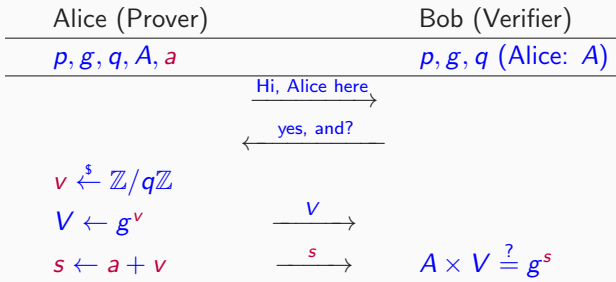 Alice (Prover) Bob (Verifier)
p, g, q, A, a p, g, q (Alice: A)
Hi, Alice here
yes, and?
v $← ℤ/qℤ
V ← g^v V
s ← a + v s A × V ?= g^s